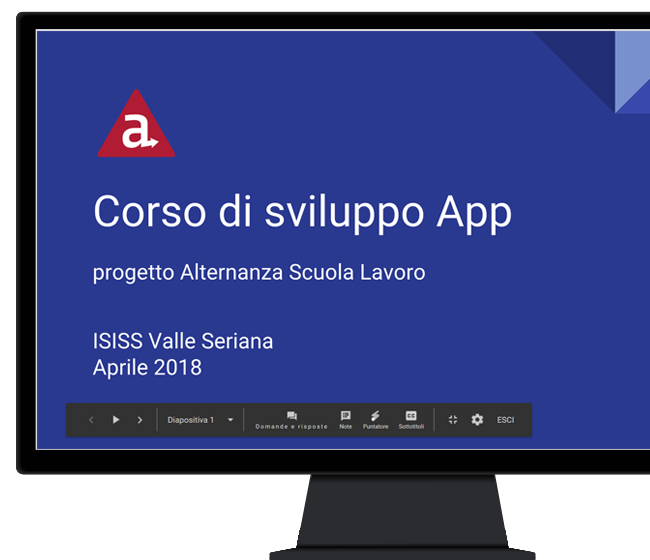 a
Corso di sviluppo App
progetto Alternanza Scuola Lavoro
ISISS Valle Seriana
Aprile 2018
Diapositiva 1
Domande e risposte
Note
Puntatore
CC
Sottotitoli
ESCI